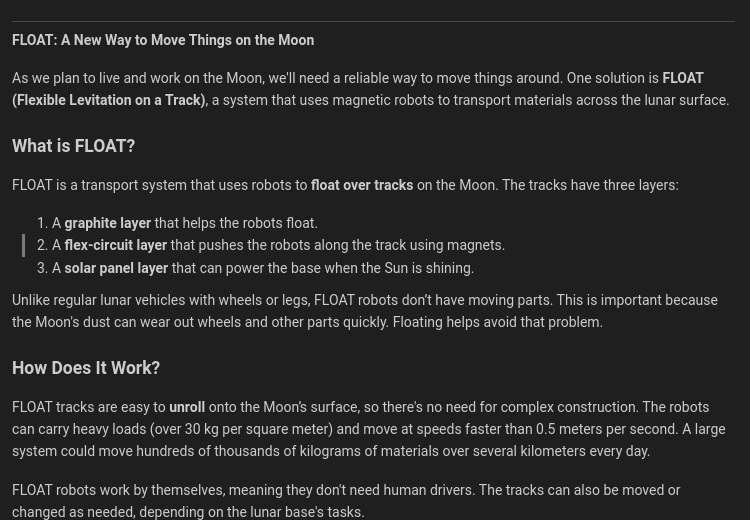 FLOAT: A New Way to Move Things on the Moon
As we plan to live and work on the Moon, we'll need a reliable way to move things around. One solution is FLOAT
(Flexible Levitation on a Track), a system that uses magnetic robots to transport materials across the lunar surface.
What is FLOAT?
FLOAT is a transport system that uses robots to float over tracks on the Moon. The tracks have three layers:
1. A graphite layer that helps the robots float.
2. A flex-circuit layer that pushes the robots along the track using magnets.
3. A solar panel layer that can power the base when the Sun is shining.
Unlike regular lunar vehicles with wheels or legs, FLOAT robots don’t have moving parts. This is important because
the Moon's dust can wear out wheels and other parts quickly. Floating helps avoid that problem.
How Does It Work?
FLOAT tracks are easy to unroll onto the Moon’s surface, so there's no need for complex construction. The robots
can carry heavy loads (over 30 kg per square meter) and move at speeds faster than 0.5 meters per second. A large
system could move hundreds of thousands of kilograms of materials over several kilometers every day.
FLOAT robots work by themselves, meaning they don't need human drivers. The tracks can also be moved or
changed as needed, depending on the lunar base's tasks.